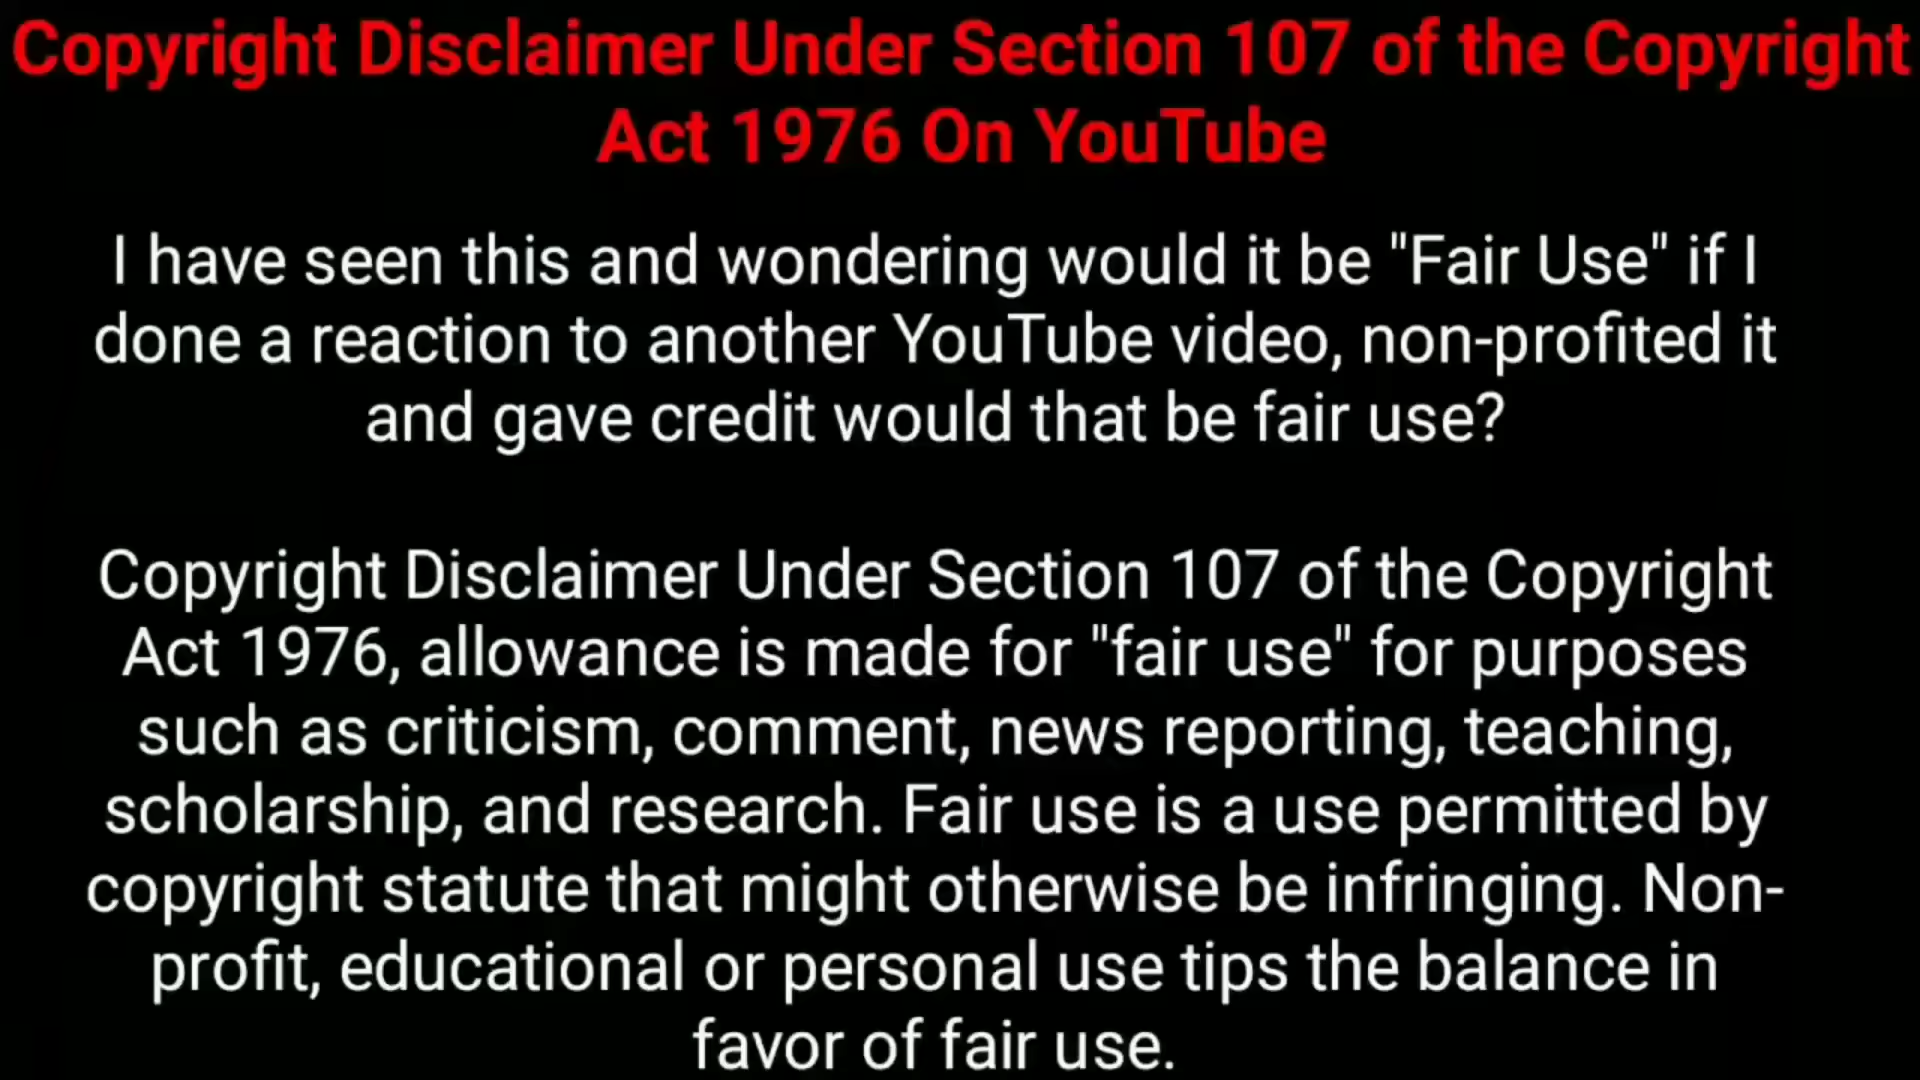 Copyright Disclaimer Under Section 107 of the Copyright
Act 1976 On YouTube
I have seen this and wondering would it be "Fair Use" if I
done a reaction to another YouTube video, non-profited it
and gave credit would that be fair use?
Copyright Disclaimer Under Section 107 of the Copyright
Act 1976, allowance is made for "fair use" for purposes
such as criticism, comment, news reporting, teaching,
scholarship, and research. Fair use is a use permitted by
copyright statute that might otherwise be infringing. Non-
profit, educational or personal use tips the balance in
favor of fair use.